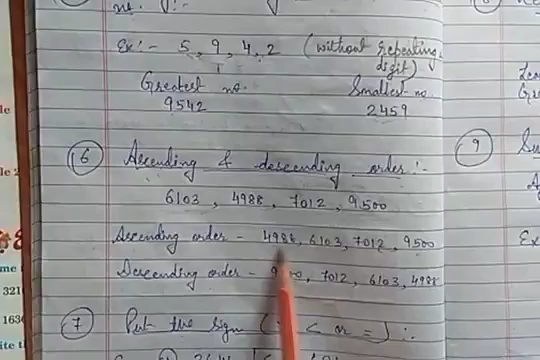 Ex:- 5, 9, 4, 2 (without repeating digit)
Greatest no. Smallest no.
9542 2459
6 Ascending & descending order :-
6103, 4988, 7012, 9500
Ascending order - 4988, 6103, 7012, 9500
Descending order - 7012, 6103, 4988
7 Put the sign ( < or = ) :-
9
Ex